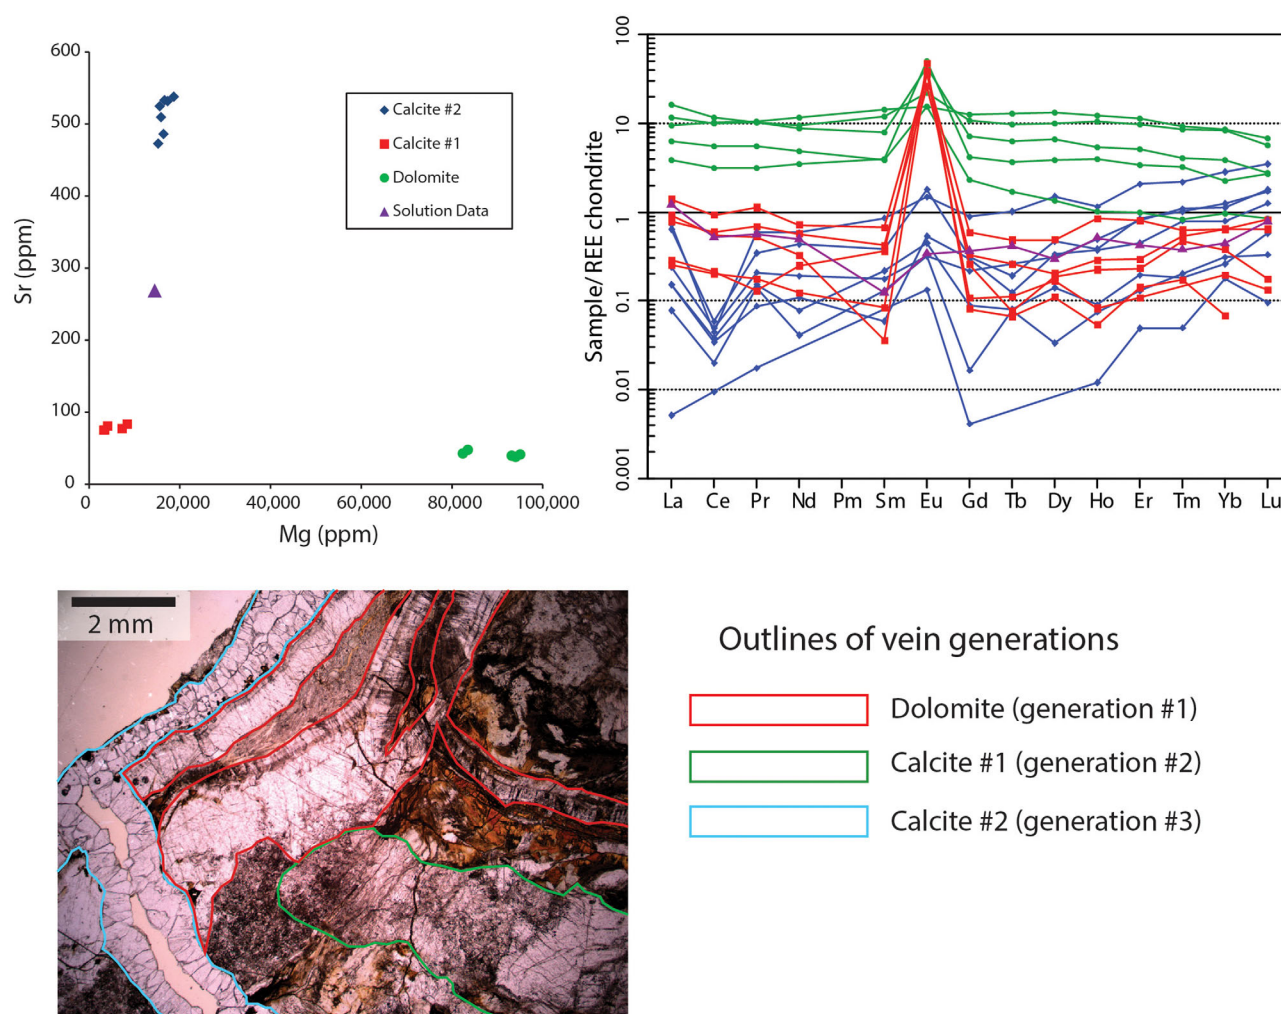 600
500
400
300
200
100
0
Sr (ppm)
0
20,000
40,000
60,000
80,000
100,000
Mg (ppm)
Calcite #2
Calcite #1
Dolomite
Solution Data
100
10
1
0.1
0.01
0.001
Sample/ REE chondrite
La Ce Pr Nd Pm Sm Eu Gd Tb Dy Ho Er Tm Yb Lu
2 mm
Outlines of vein generations
Dolomite (generation #1)
Calcite #1 (generation #2)
Calcite #2 (generation #3)